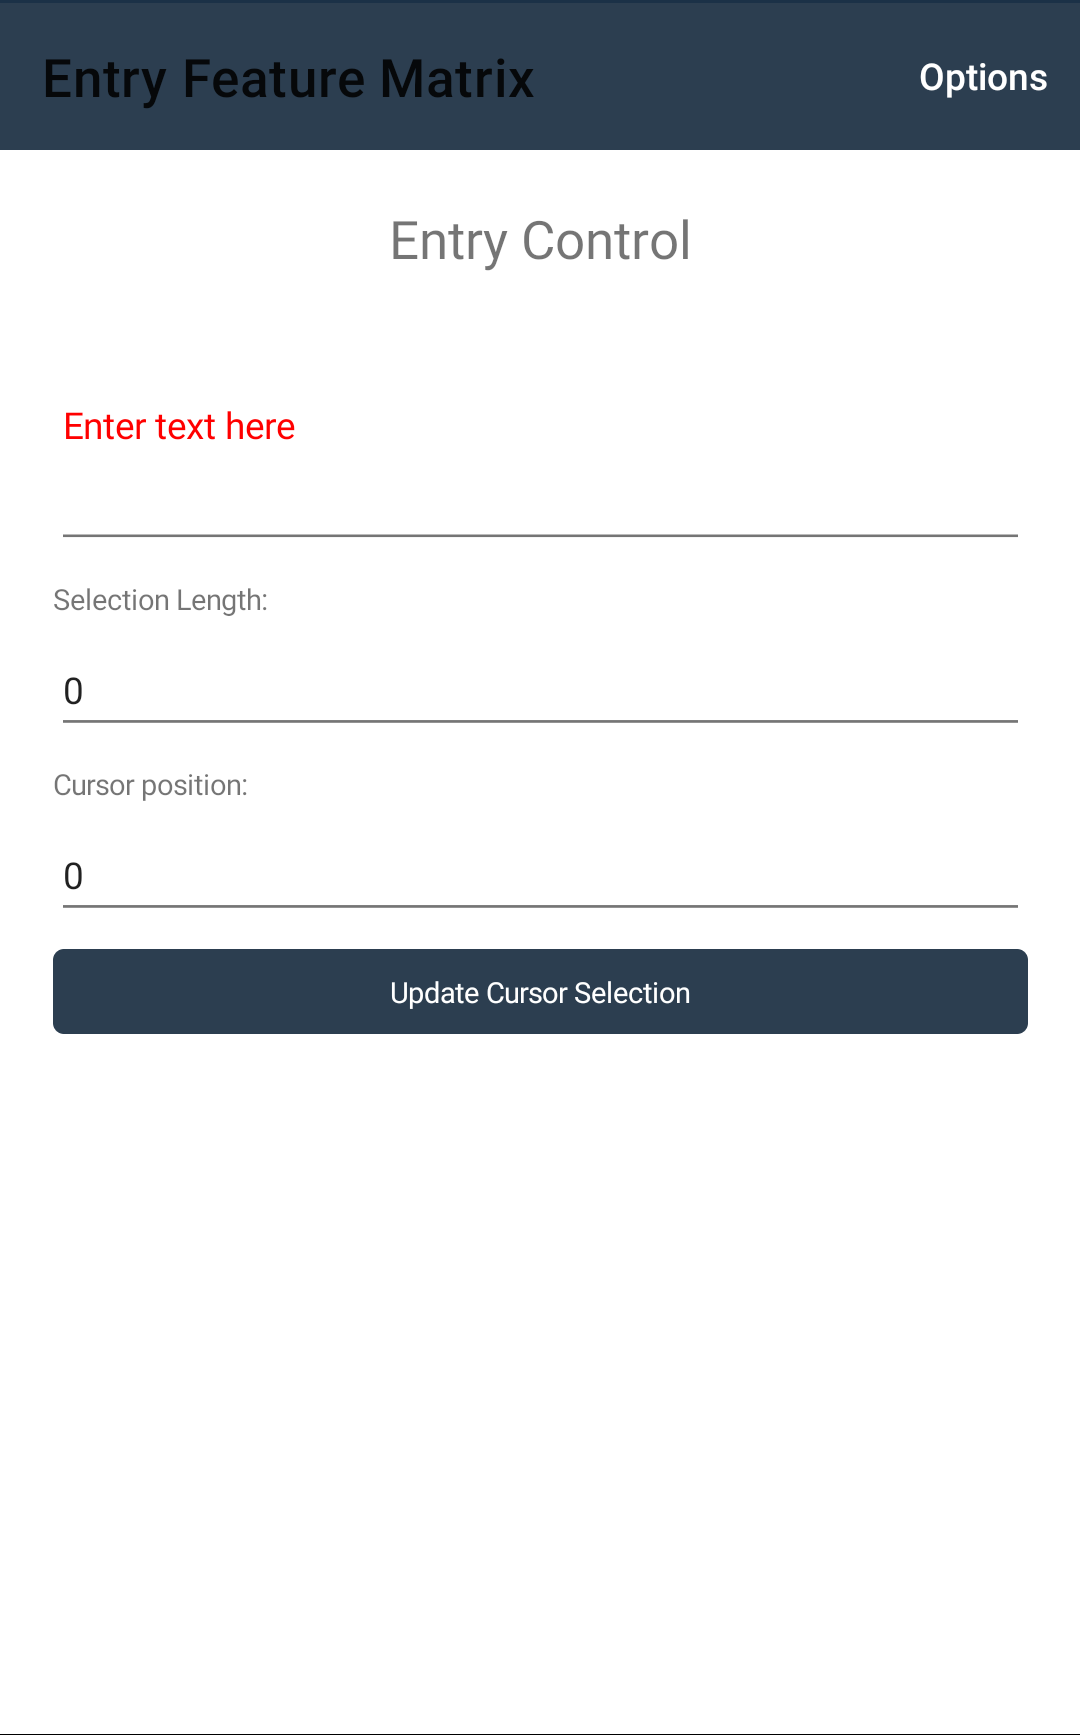 Entry Feature Matrix
Options
Entry Control
Enter text here
Selection Length:
0
Cursor position:
0
Update Cursor Selection